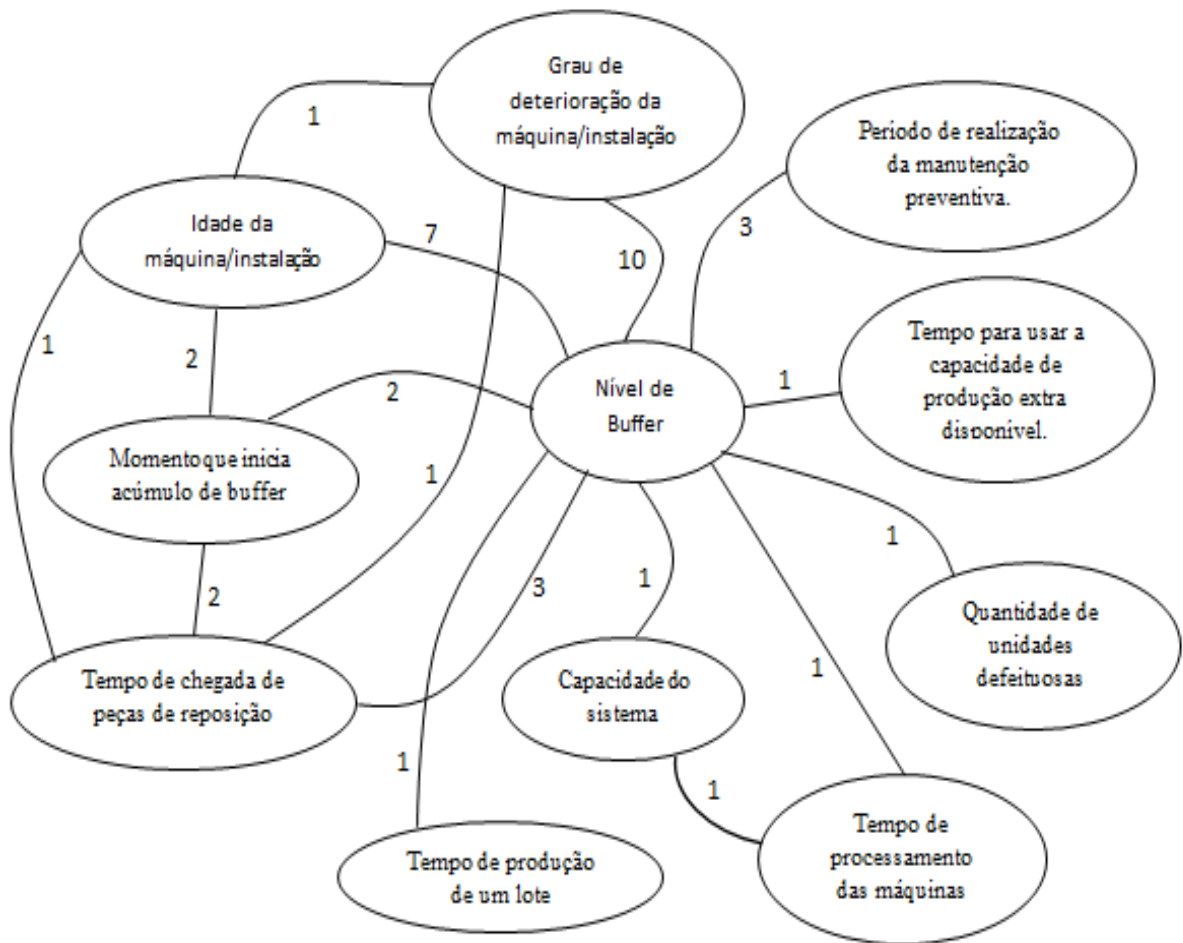 Grau de
deterioração da
máquina/instalação
1
Período de realização
da manutenção
preventiva.
Idade da
máquina/instalação
7
3
10
1
2
Tempo para usar a
capacidade de
produção extra
disponível.
1
Nível de
Buffer
2
Momento que inicia
acúmulo de buffer
1
1
2
3
1
Quantidade de
unidades
defeituosas
Tempo de chegada de
peças de reposição
Capacidade do
sistema
1
1
1
Tempo de
processamento
das máquinas
Tempo de produção
de um lote